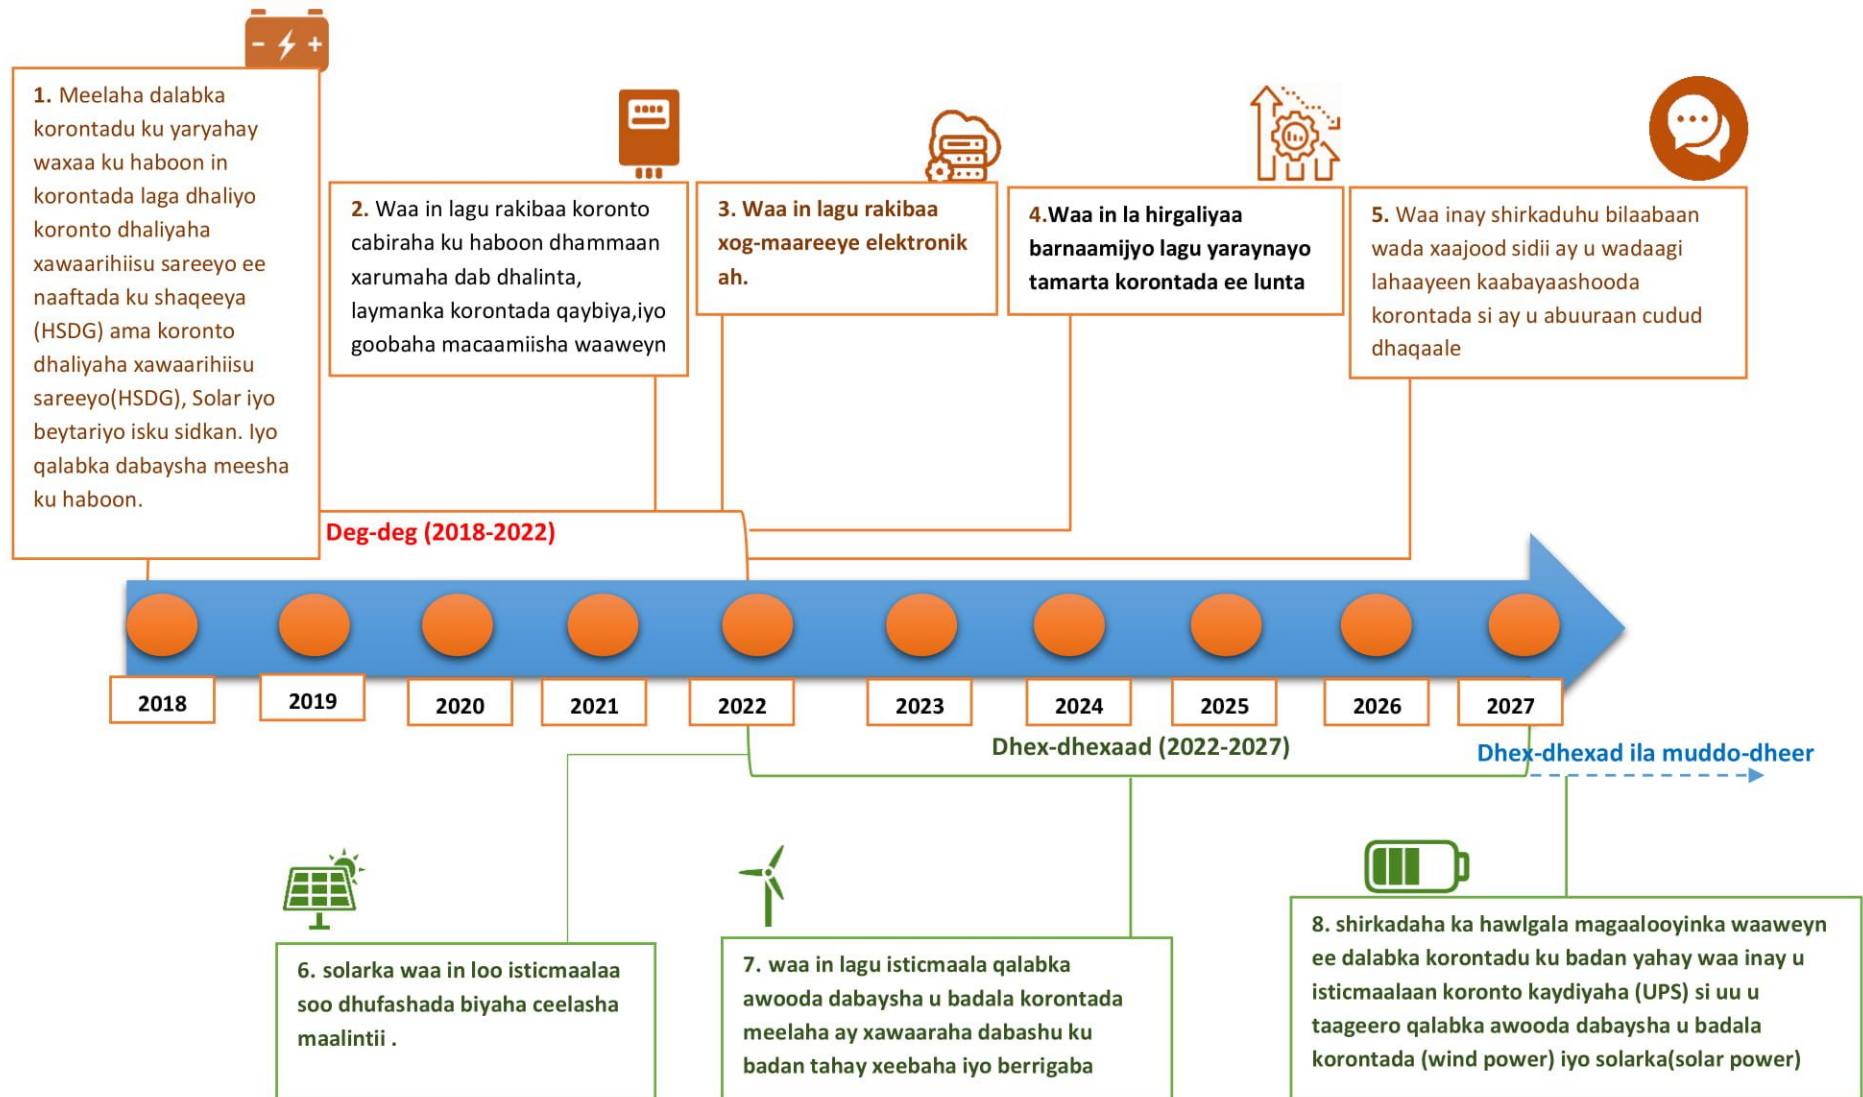 1. Meelaha dalabka
korontadu ku yaryahay
waxaa ku haboon in
korontada laga dhaliyo
koronto dhaliyaha
xawaarihiisu sareeyo ee
naaftada ku shaqeeya
(HSDG) ama koronto
dhaliyaha xawaarihiisu
sareeyo(HSDG), Solar iyo
beytariyo isku sidkan. Iyo
qalabka dabaysha meesha
ku haboon.
2. Waa in lagu rakibaa koronto
cabiraha ku haboon dhammaan
xarumaha dab dhalinta,
laymanka korontada qaybiya,iyo
goobaha macaamiisha waaweyn
3. Waa in lagu rakibaa
xog-maareeye elektronik
ah.
4.Waa in la hirgaliyaa
barnaamijyo lagu yaraynayo
tamarta korontada ee lunta
5. Waa inay shirkaduhu bilaabaan
wada xaajood sidii ay u wadaagi
lahaayeen kaabayaashooda
korontada si ay u abuuraan cudud
dhaqaale
Deg-deg (2018-2022)
2018
2019
2020
2021
2022
2023
2024
2025
2026
2027
Dhex-dhexaad (2022-2027)
Dhex-dhexad ila muddo-dheer
6. solarka waa in loo isticmaalaa
soo dhufashada biyaha ceelasha
maalintii .
7. waa in lagu isticmaala qalabka
awooda dabaysha u badala korontada
meelaha ay xawaaraha dabashu ku
badan tahay xeebaha iyo berrigaba
8. shirkadaha ka hawlgala magaalooyinka waaweyn
ee dalabka korontadu ku badan yahay waa inay u
isticmaalaan koronto kaydiyaha (UPS) si uu u
taageero qalabka awooda dabaysha u badala
korontada (wind power) iyo solarka(solar power)